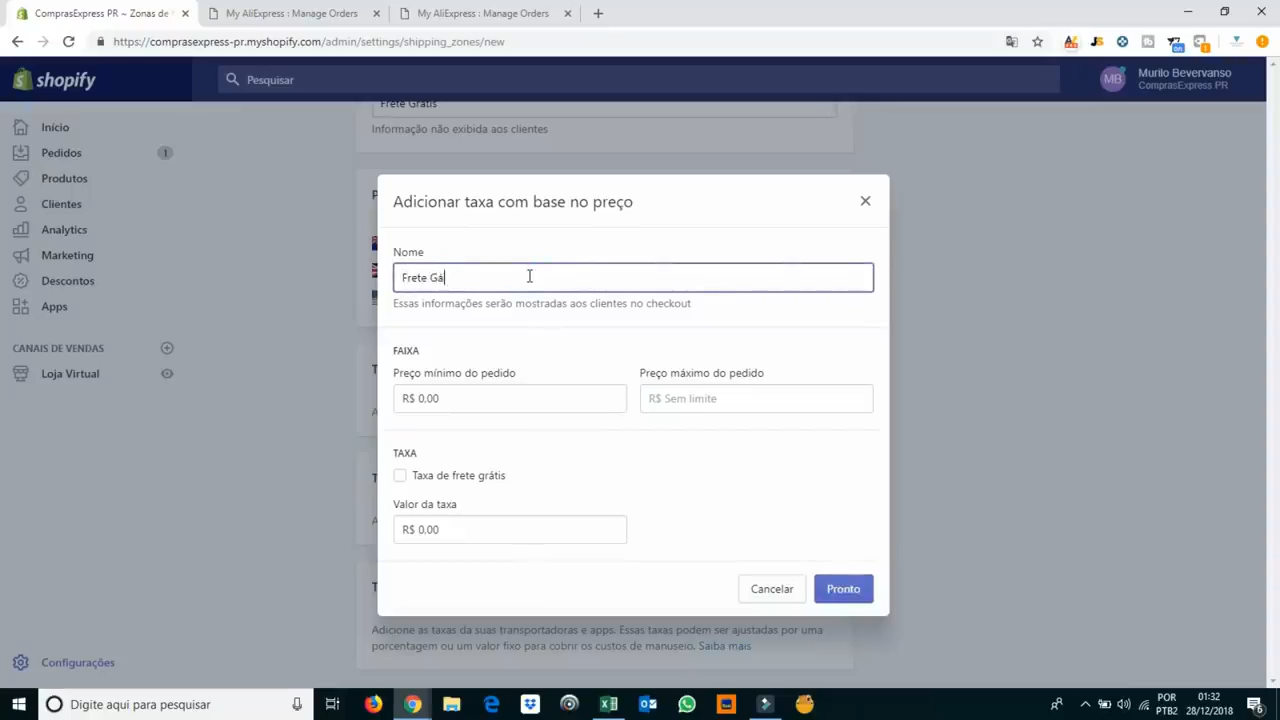 ComprasExpress PR ~ Zonas de
My AliExpress : Manage Orders
My AliExpress : Manage Orders
https://comprasexpress-pr.myshopify.com/admin/settings/shipping_zones/new
shopify
Pesquisar
MB
Murilo Bevervanso
ComprasExpress PR
Início
Pedidos
1
Produtos
Clientes
Analytics
Marketing
Descontos
Apps
CANAIS DE VENDAS
Loja Virtual
Configurações
Frete Grátis
Informação não exibida aos clientes
Adicionar taxa com base no preço
Nome
Frete Gá
Essas informações serão mostradas aos clientes no checkout
FAIXA
Preço mínimo do pedido
Preço máximo do pedido
R$ 0,00
R$ Sem limite
TAXA
Taxa de frete grátis
Valor da taxa
R$ 0,00
Cancelar
Pronto
Adicione as taxas da suas transportadoras e apps. Essas taxas podem ser ajustadas por uma
porcentagem ou um valor fixo para cobrir os custos de manuseio. Saiba mais
Digite aqui para pesquisar
POR
PTB2
01:32
28/12/2018
6